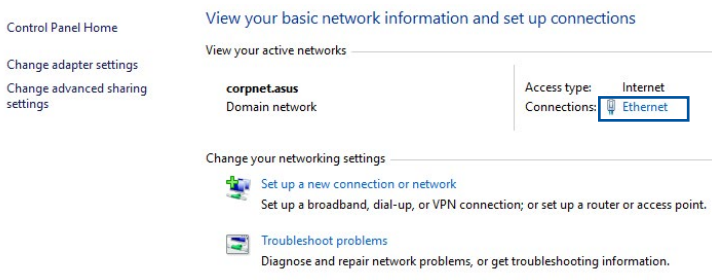 Control Panel Home
Change adapter settings
Change advanced sharing
settings
View your basic network information and set up connections
View your active networks
corpnet.asus
Domain network
Access type: Internet
Connections: Ethernet
Change your networking settings
Set up a new connection or network
Set up a broadband, dial-up, or VPN connection; or set up a router or access point.
Troubleshoot problems
Diagnose and repair network problems, or get troubleshooting information.